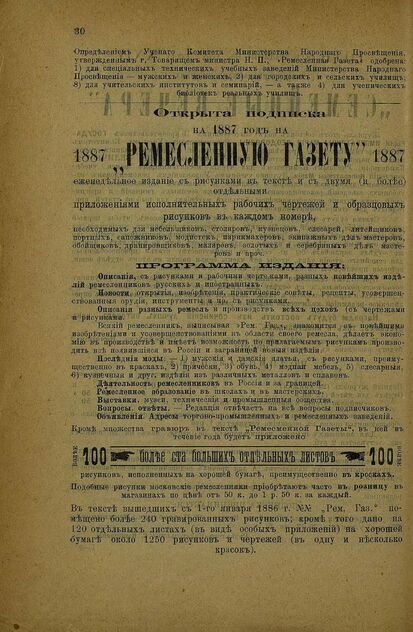 30
Опредѣленіемъ Ученаго Комитета Министерства Народнаго Просвѣщенія,
утвержденнымъ г. Товарищемъ министра Н. П., «Ремесленная Газета» одобрена:
1) для спеціальныхъ техническихъ учебныхъ заведеній Министерства Народнаго
Просвѣщенія — мужскихъ и женскихъ, 2) для городскихъ и сельскихъ училищъ
3) для учительскихъ институтовъ и семинарій, — а также 4) для ученическихъ
библіотекъ реальныхъ училищъ.
Открыта подписка
НА 1887 ГОДЪ НА
1887 „РЕМЕСЛЕННУЮ ГАЗЕТУ" 1887
еженедѣльное изданіе съ рисунками въ текстѣ и съ двумя (и болѣе)
отдѣльными
приложеніями исполнительныхъ рабочихъ чертежей и образцовыхъ
рисунковъ въ каждомъ номерѣ,
необходимыхъ для небельщиковъ, столяровъ, кузнецовъ, слесарей, литейщиковъ,
портныхъ, сапожниковъ, модистокъ, парикмахеровъ, экипажныхъ дѣлъ мастеровъ,
обойщиковъ, драпировщиковъ, маляровъ, золотыхъ и серебряныхъ дѣлъ масте-
ровъ и проч.
ПРОГРАММА ИЗДАНІЯ:
Описанія, съ рисунками и рабочими чертежами, разныхъ новѣйшихъ издѣ-
лій ремесленниковъ русскихъ и иностранныхъ.
Новости: открытія, изобрѣтенія, практическіе совѣты, рецепты, усовершен-
ствованныя орудія, инструменты и пр. съ рисунками.
Описанія разныхъ ремеслъ и производствъ всѣхъ цеховъ (съ чертежами
и рисунками).
Всякій ремесленникъ, выписывая «Рем. Газ.», знакомится съ новѣйшими
изобрѣтеніями и усовершенствованіями въ области своего ремесла, дѣлаетъ эконо-
мію въ производствѣ и имѣетъ возможность по прилагаемымъ рисункамъ произво-
дить всѣ появившіяся въ Россіи и заграницей новыя издѣлія
Послѣднія моды: — 1) мужскія и дамскія платья, съ рисунками, преиму-
щественно въ краскахъ, 2) прически, 3) обувь, 4) модная мебель, 5) слесарныя,
6) кузнечныя и друг. издѣлія изъ различныхъ металловъ и сплавовъ.
Дѣятельность ремесленниковъ въ Россіи и за границей.
Ремесленное образованіе въ школахъ и мастерскихъ.
Выставки, музеи, техническія и промышленныя общества.
Вопросы, отвѣты. — Редакція отвѣчаетъ на всѣ вопросы подписчиковъ.
Объявленія. Адресы торгово-промышленныхъ и ремесленныхъ заведеній.
Кромѣ множества гравюръ въ текстѣ „Ремесленной Газеты", въ ней въ
теченіе года будетъ приложено
БОЛѢЕ 100 болѣе ста большихъ отдѣльныхъ листовъ 100 БОЛѢЕ
рисунковъ, исполненныхъ на хорошей бумагѣ, преимущественно въ краскахъ.
Подобные рисунки московскіе ремесленники пріобрѣтаютъ часто въ розницу въ
магазинахъ по цѣнѣ отъ 50 к. до 1 р. 50 к. за каждый.
Въ текстѣ вышедшихъ съ 1-го января 1886 г. №№ „Рем. Газ." по-
мѣщено болѣе 240 гравированныхъ рисунковъ; кромѣ того дано на
120 отдѣльныхъ листахъ (въ видѣ особыхъ приложеній) на хорошей
бумагѣ около 1250 рисунковъ и чертежей (въ одну и нѣсколько
красокъ).